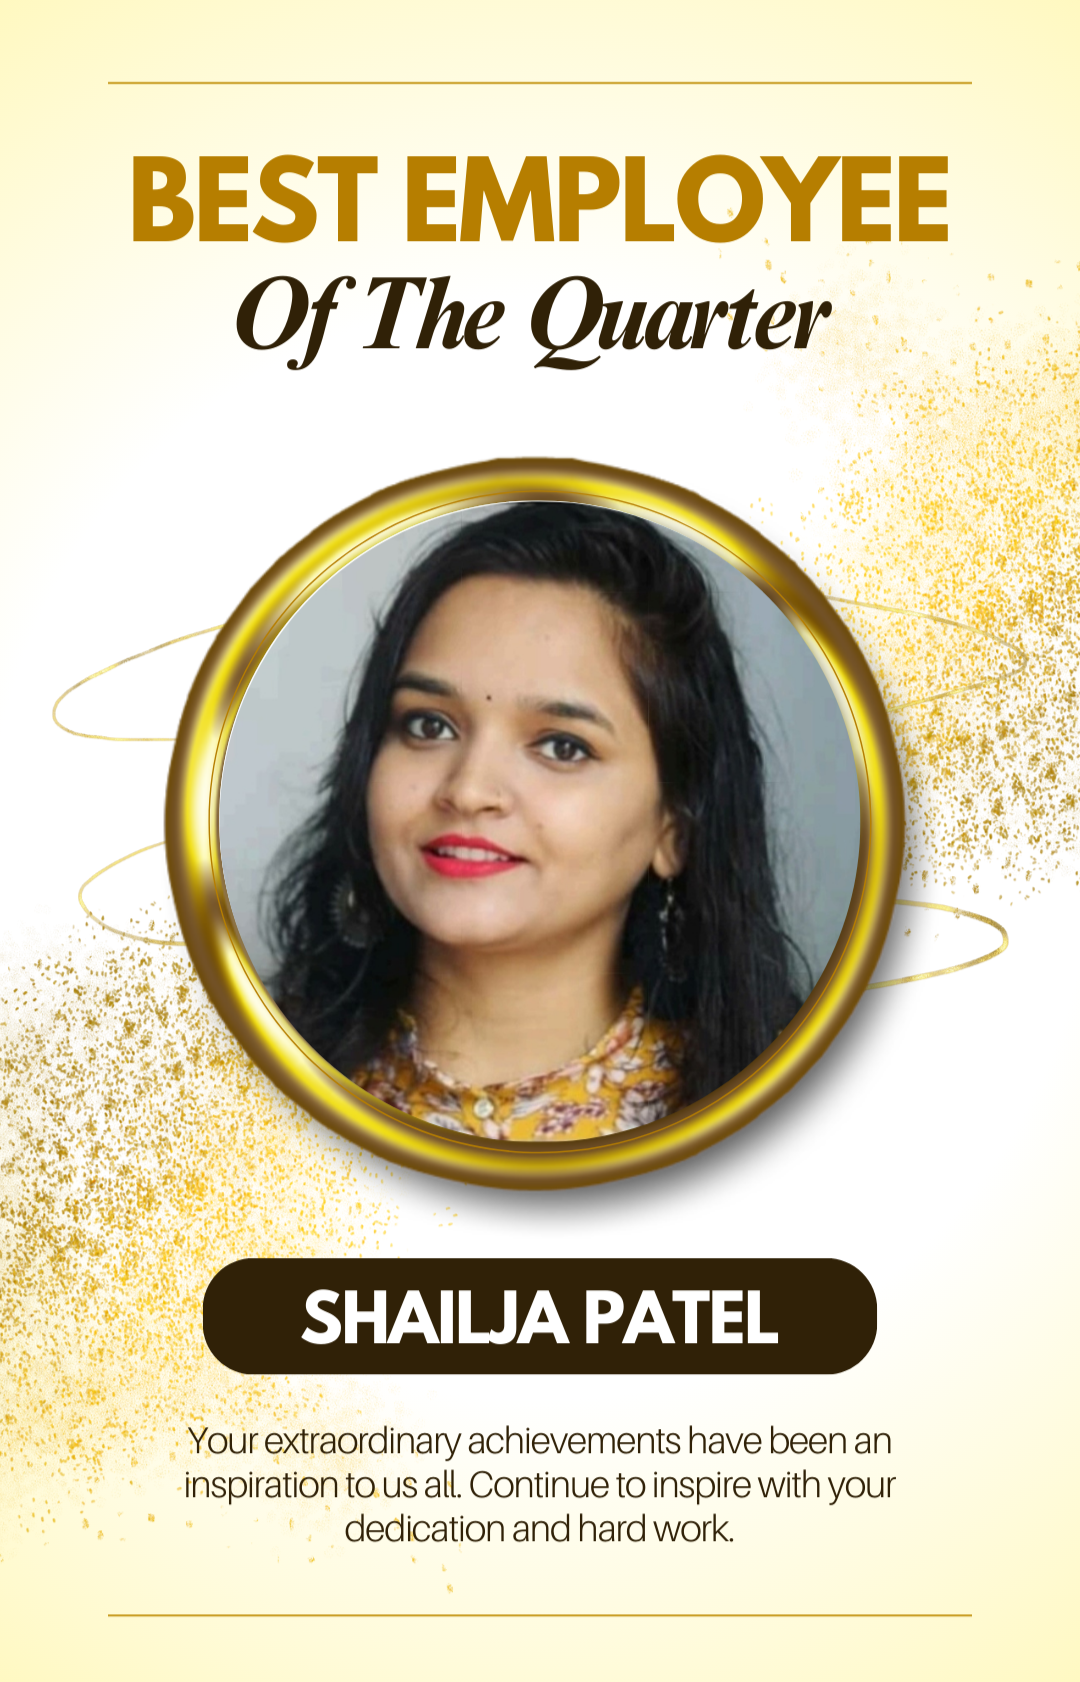 BEST EMPLOYEE
Of The Quarter
SHAILJA PATEL
Your extraordinary achievements have been an
inspiration to us all. Continue to inspire with your
dedication and hard work.